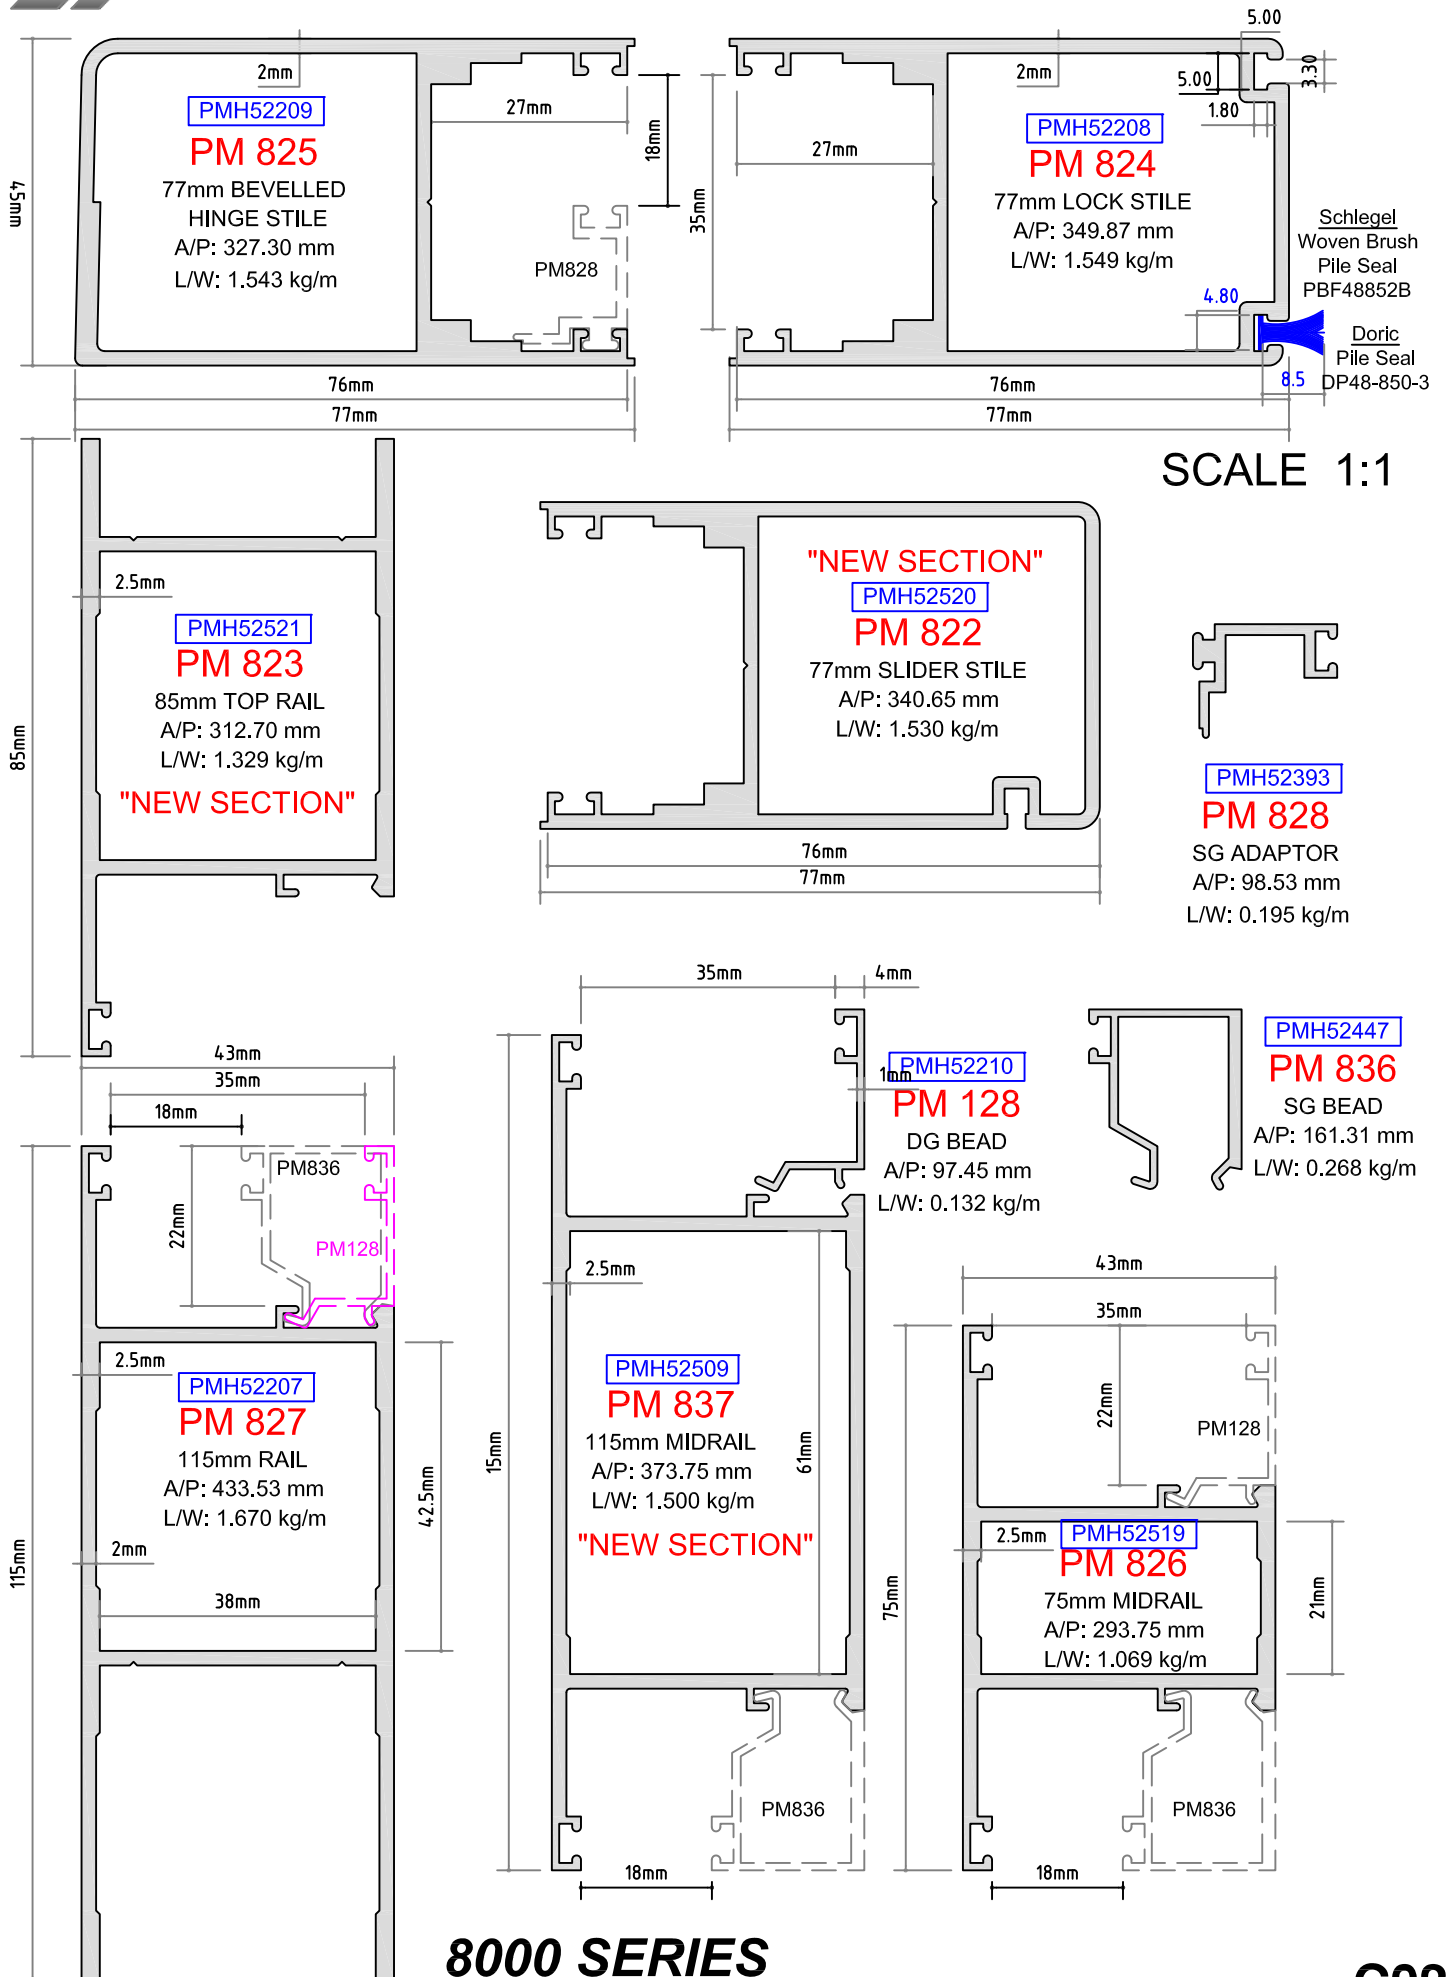 45mm
2mm
PMH52209
PM 825
77mm BEVELLED
HINGE STILE
A/P: 327.30 mm
L/W: 1.543 kg/m
27mm
18mm
PM828
76mm
77mm
35mm
27mm
2mm
PMH52208
PM 824
77mm LOCK STILE
A/P: 349.87 mm
L/W: 1.549 kg/m
5.00
5.00
1.80
3.30
4.80
8.5
76mm
77mm
Schlegel
Woven Brush
Pile Seal
PBF48852B
Doric
Pile Seal
DP48-850-3
SCALE 1:1
85mm
2.5mm
PMH52521
PM 823
85mm TOP RAIL
A/P: 312.70 mm
L/W: 1.329 kg/m
"NEW SECTION"
"NEW SECTION"
PMH52520
PM 822
77mm SLIDER STILE
A/P: 340.65 mm
L/W: 1.530 kg/m
76mm
77mm
PMH52393
PM 828
SG ADAPTOR
A/P: 98.53 mm
L/W: 0.195 kg/m
43mm
35mm
18mm
22mm
PM836
PM128
2.5mm
PMH52207
PM 827
115mm RAIL
A/P: 433.53 mm
L/W: 1.670 kg/m
2mm
38mm
42.5mm
115mm
35mm
4mm
1mm
PMH52210
PM 128
DG BEAD
A/P: 97.45 mm
L/W: 0.132 kg/m
PMH52447
PM 836
SG BEAD
A/P: 161.31 mm
L/W: 0.268 kg/m
15mm
2.5mm
PMH52509
PM 837
115mm MIDRAIL
A/P: 373.75 mm
L/W: 1.500 kg/m
"NEW SECTION"
61mm
PM836
18mm
43mm
35mm
22mm
PM128
75mm
2.5mm
PMH52519
PM 826
75mm MIDRAIL
A/P: 293.75 mm
L/W: 1.069 kg/m
21mm
PM836
18mm
8000 SERIES